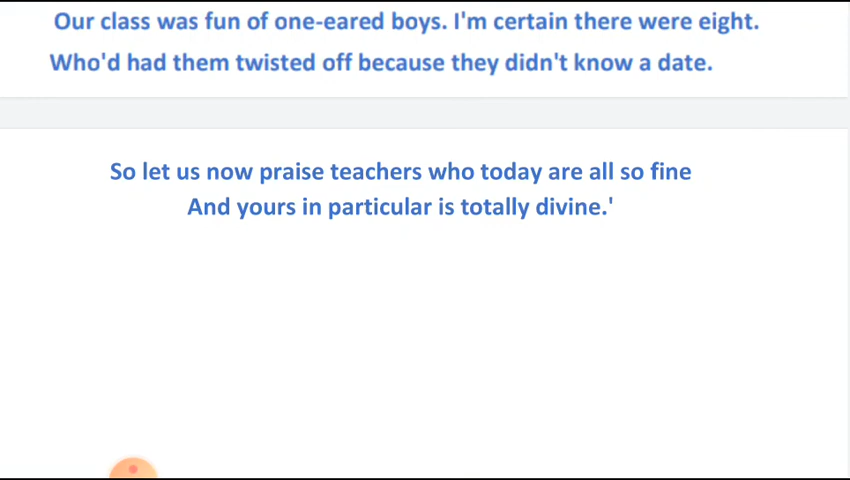 Our class was fun of one-eared boys. I'm certain there were eight.
Who'd had them twisted off because they didn't know a date.
So let us now praise teachers who today are all so fine
And yours in particular is totally divine.'